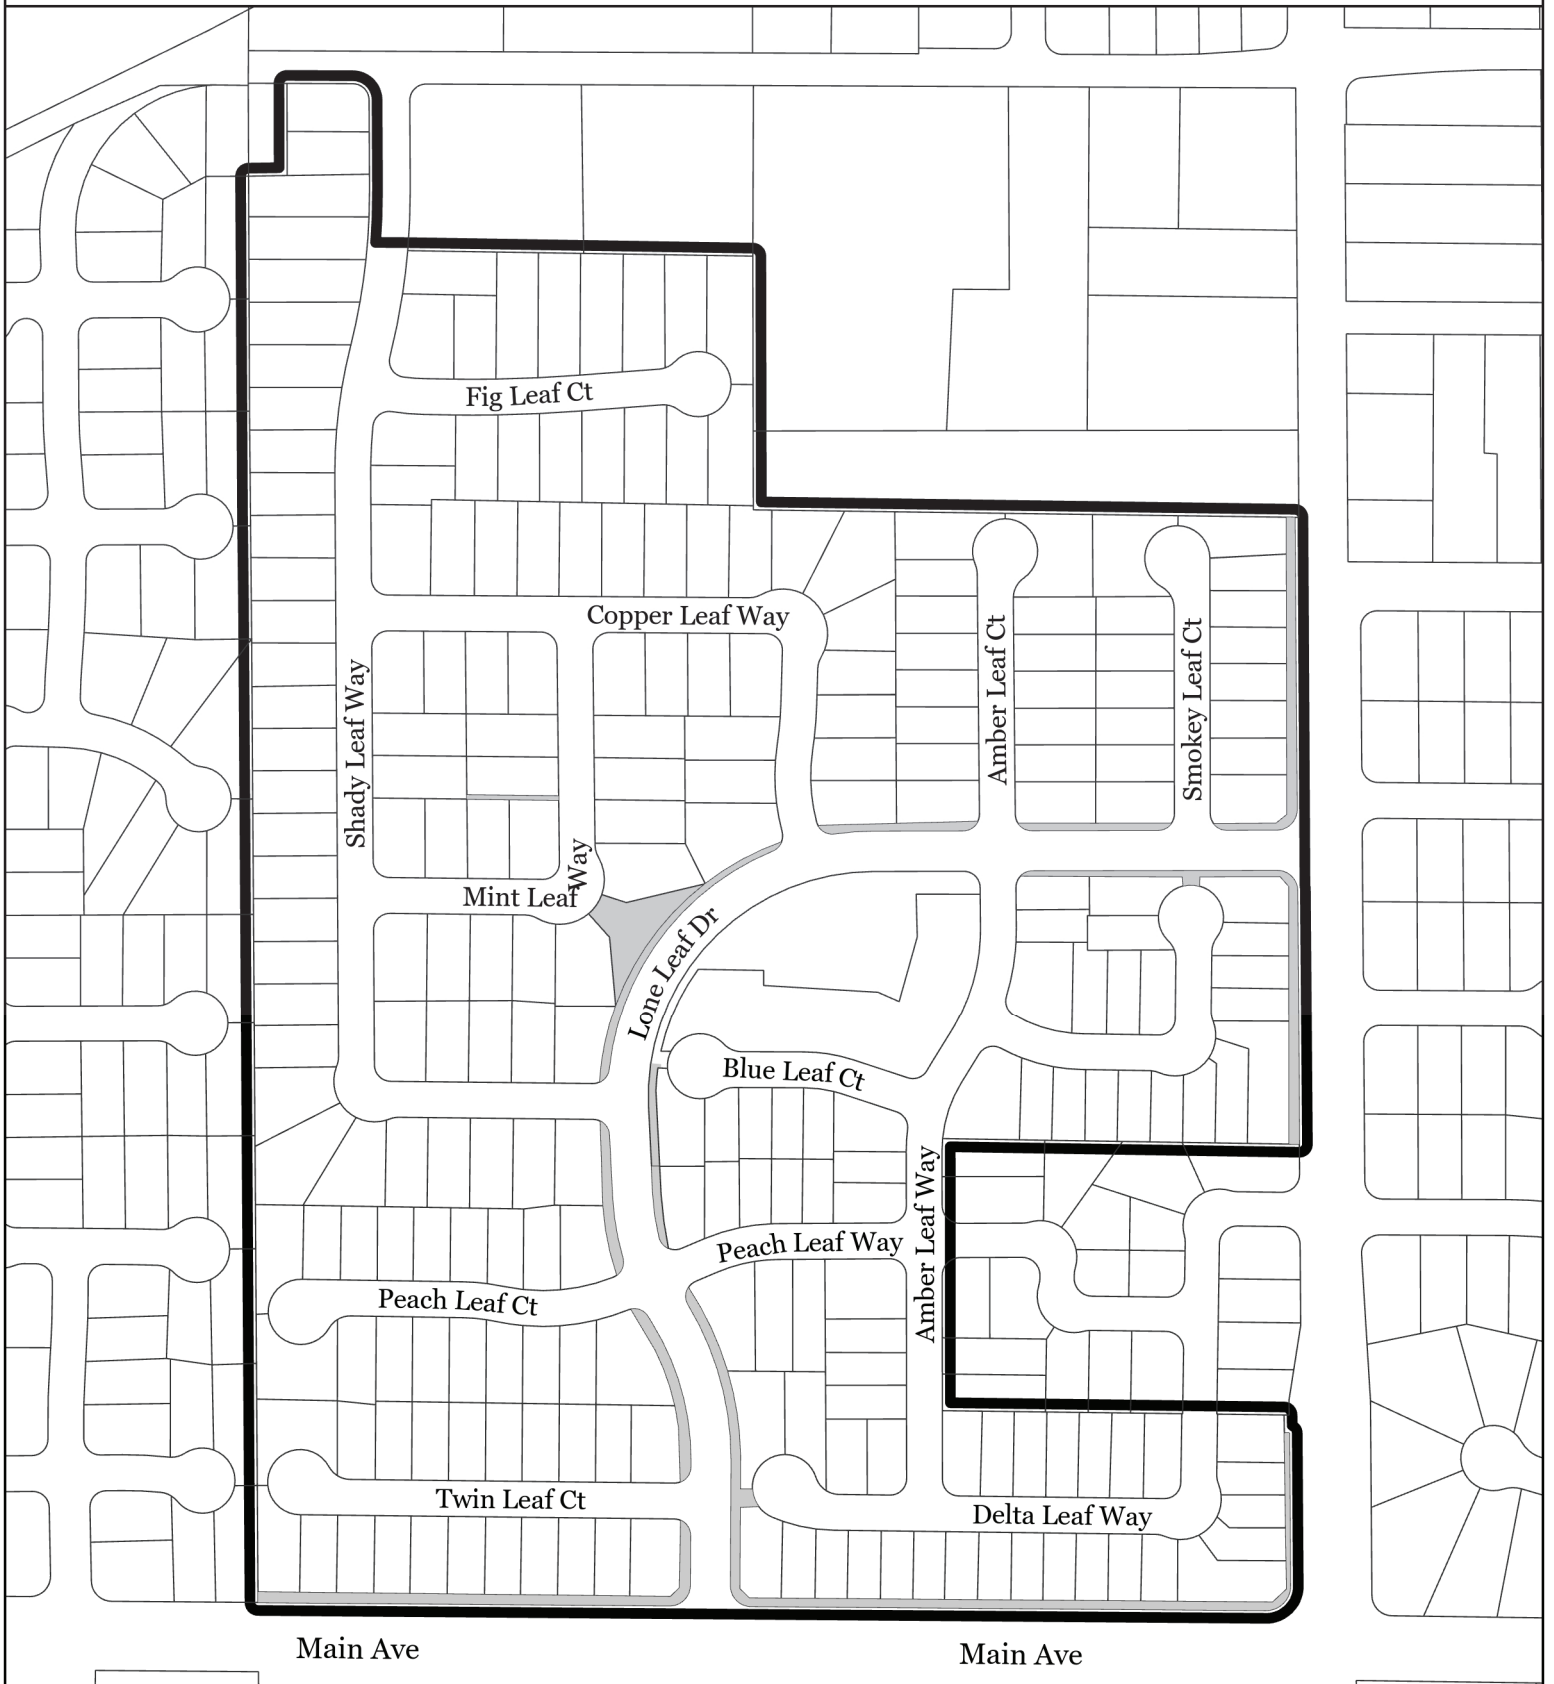 Fig Leaf Ct
Copper Leaf Way
Shady Leaf Way
Amber Leaf Ct
Smokey Leaf Ct
Mint Leaf Way
Lone Leaf Dr
Blue Leaf Ct
Amber Leaf Way
Peach Leaf Way
Peach Leaf Ct
Twin Leaf Ct
Delta Leaf Way
Main Ave
Main Ave